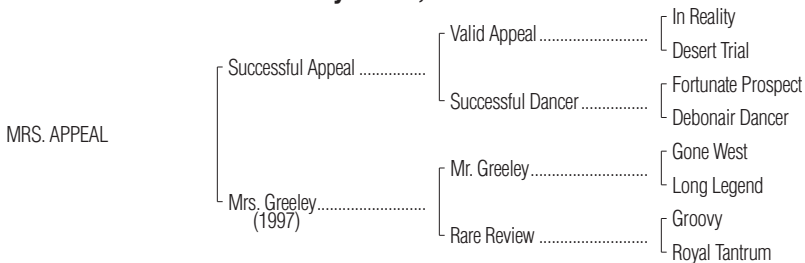 In Reality
Valid Appeal
Desert Trial
Successful Appeal
Fortunate Prospect
Successful Dancer
Debonair Dancer
MRS. APPEAL
Gone West
Mr. Greeley
Long Legend
Mrs. Greeley
(1997)
Groovy
Rare Review
Royal Tantrum